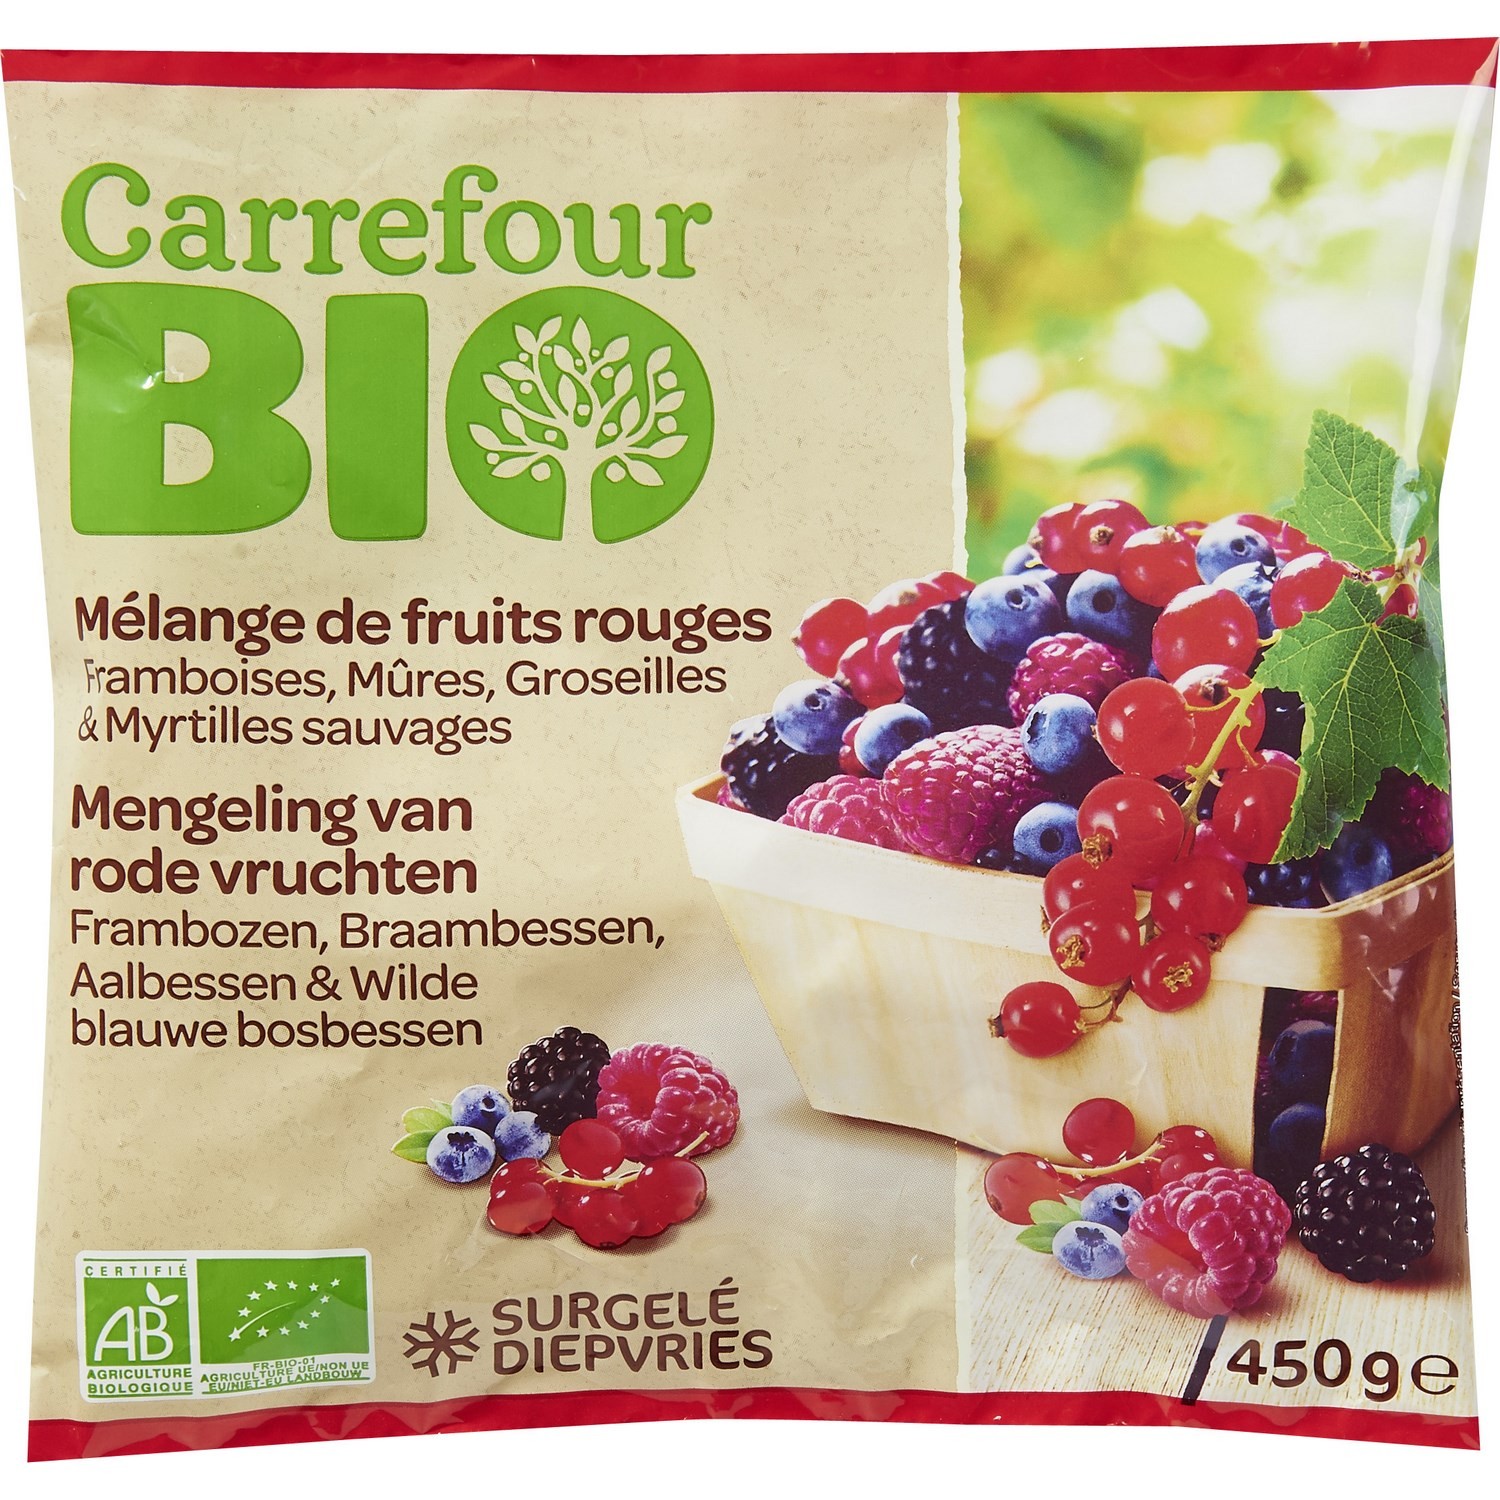 Carrefour
BIO
Mélange de fruits rouges
Framboises, Mûres, Groseilles
& Myrtilles sauvages
Mengeling van
rode vruchten
Frambozen, Braambessen,
Aalbessen & Wilde
blauwe bosbessen
CERTIFIÉ
AB
AGRICULTURE
BIOLOGIQUE
FR-BIO-01
AGRICULTURE UE/NON UE
EU/NIET-EU LANDBOUW
SURGELÉ
DIEPVRIES
450g e